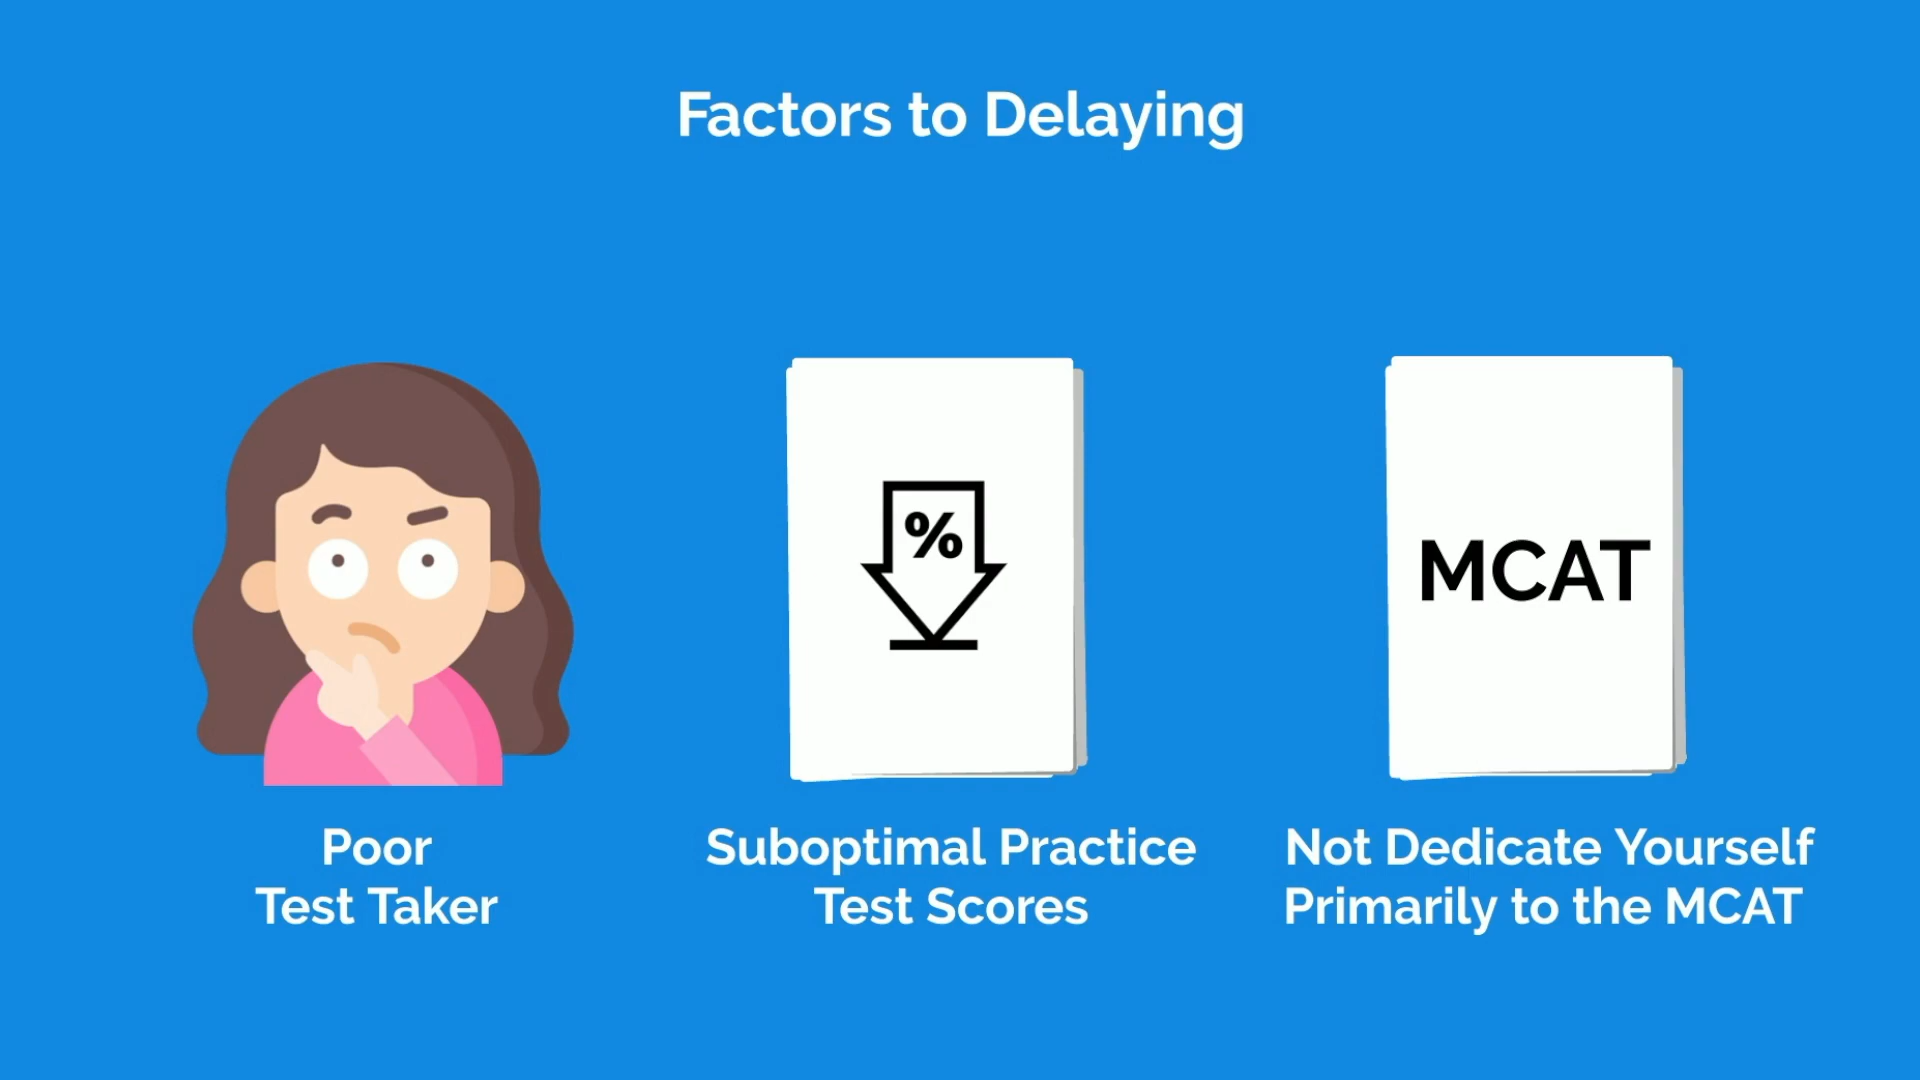 Factors to Delaying
%
MCAT
Poor
Test Taker
Suboptimal Practice
Test Scores
Not Dedicate Yourself
Primarily to the MCAT